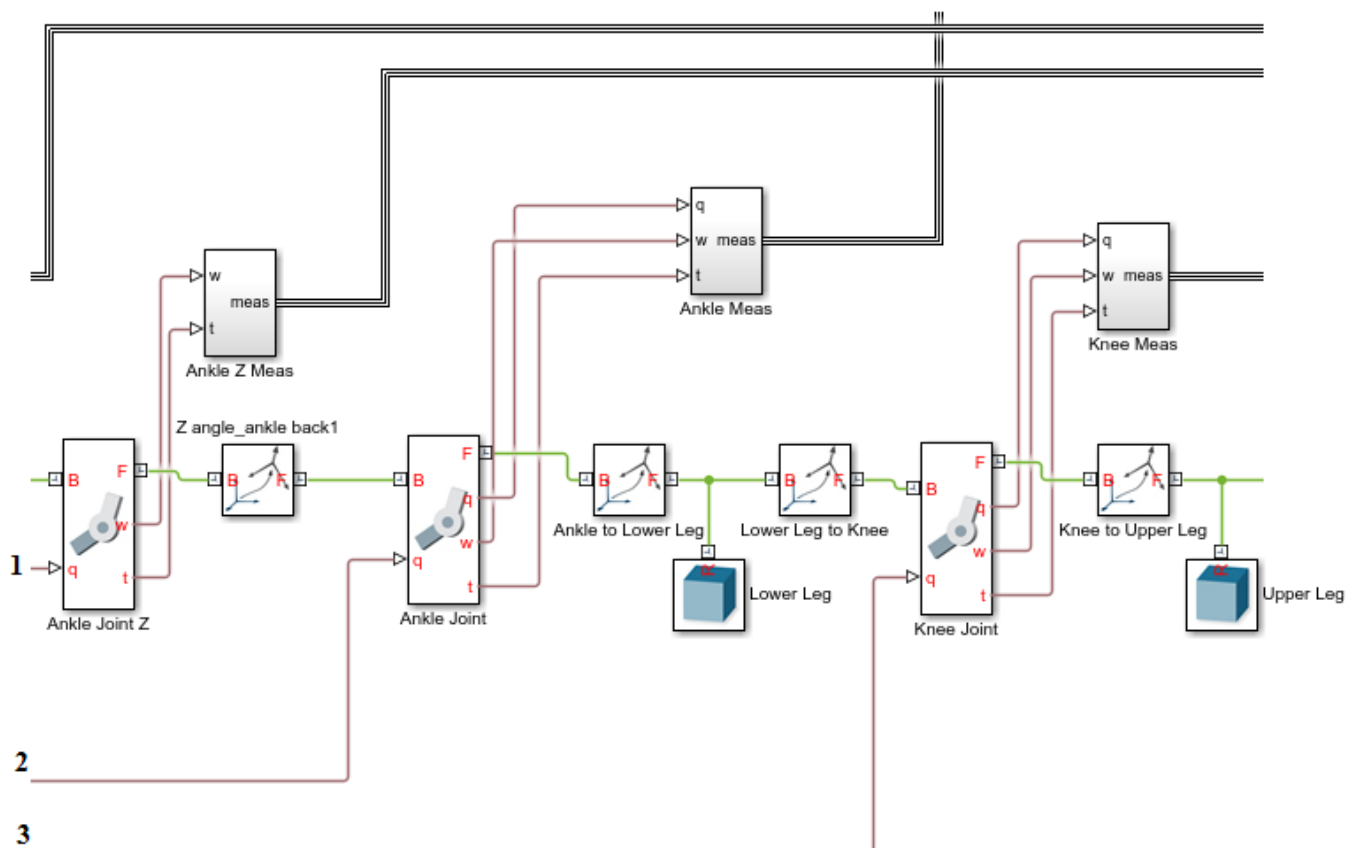 q
w meas
t
Ankle Meas
q
w meas
t
Knee Meas
w
meas
t
Ankle Z Meas
Z angle_ankle back1
B F
w
1 q t
Ankle Joint Z
B F
F
B q
w
q
t
Ankle Joint
B F
Ankle to Lower Leg
B F
Lower Leg to Knee
R
Lower Leg
F
B
q
w
q
t
Knee Joint
B F
Knee to Upper Leg
R
Upper Leg
2
3